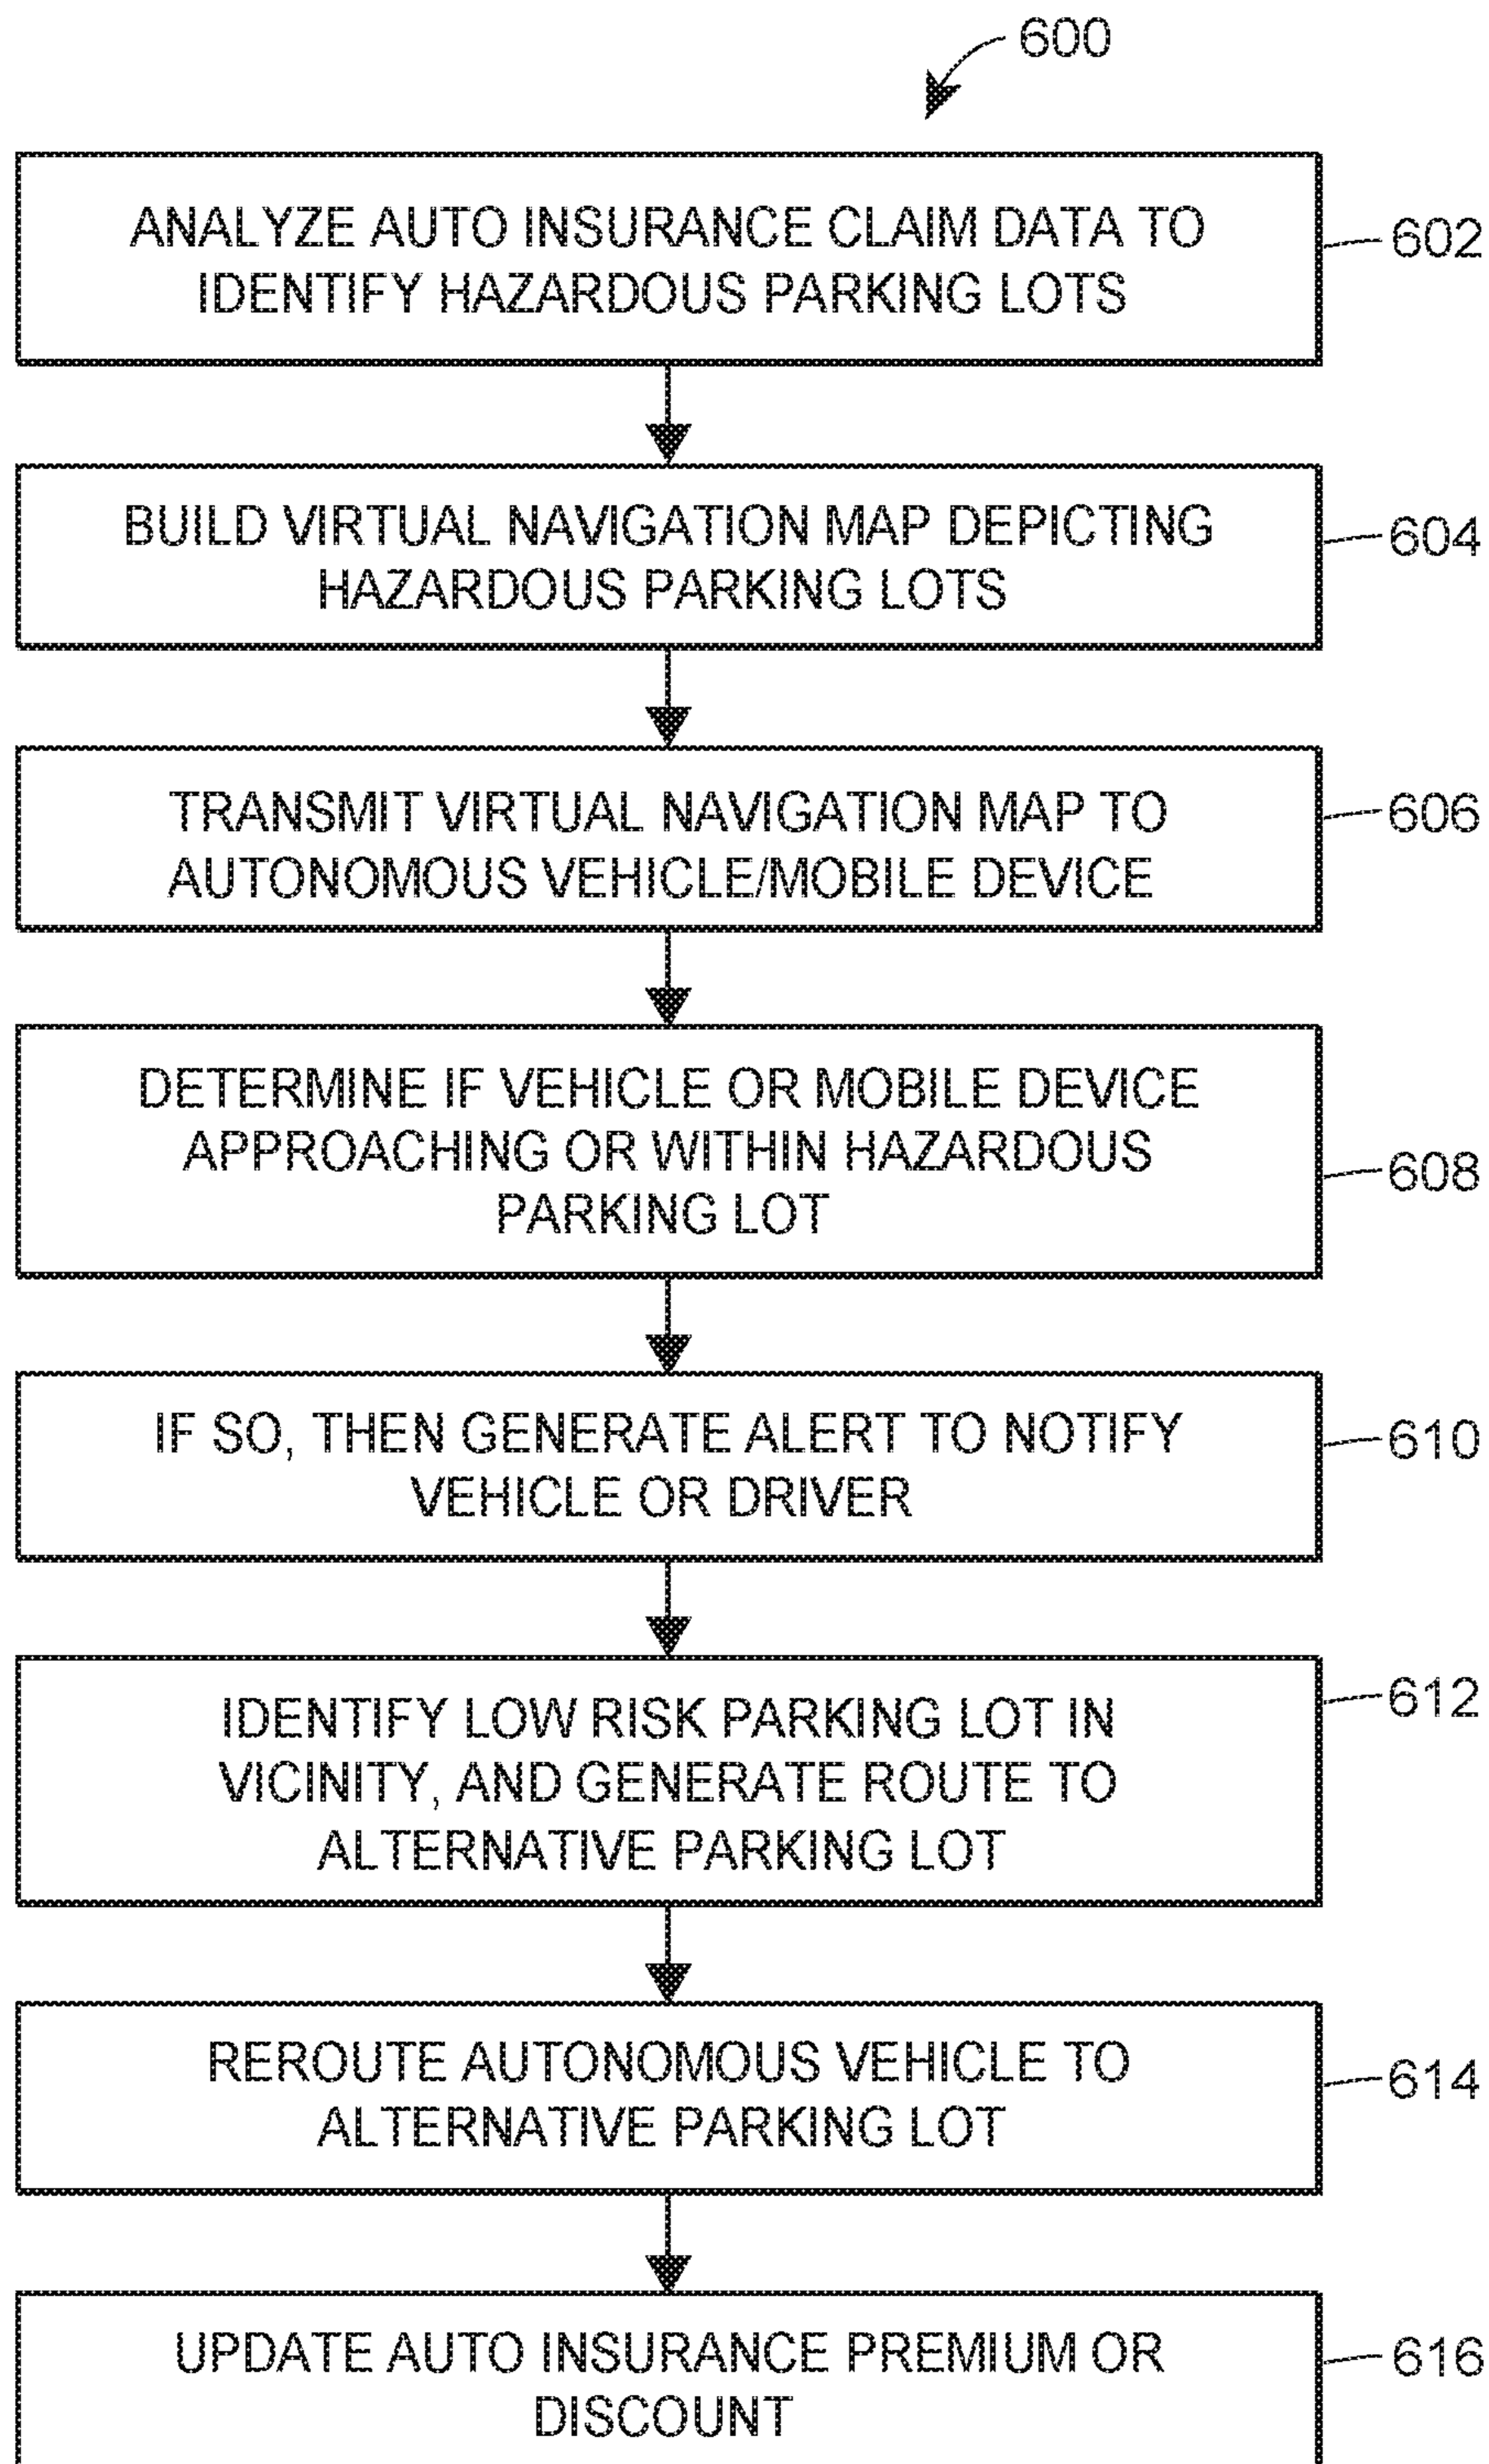 600
ANALYZE AUTO INSURANCE CLAIM DATA TO
IDENTIFY HAZARDOUS PARKING LOTS
602
BUILD VIRTUAL NAVIGATION MAP DEPICTING
HAZARDOUS PARKING LOTS
604
TRANSMIT VIRTUAL NAVIGATION MAP TO
AUTONOMOUS VEHICLE/MOBILE DEVICE
606
DETERMINE IF VEHICLE OR MOBILE DEVICE
APPROACHING OR WITHIN HAZARDOUS
PARKING LOT
608
IF SO, THEN GENERATE ALERT TO NOTIFY
VEHICLE OR DRIVER
610
IDENTIFY LOW RISK PARKING LOT IN
VICINITY, AND GENERATE ROUTE TO
ALTERNATIVE PARKING LOT
612
REROUTE AUTONOMOUS VEHICLE TO
ALTERNATIVE PARKING LOT
614
UPDATE AUTO INSURANCE PREMIUM OR
DISCOUNT
616